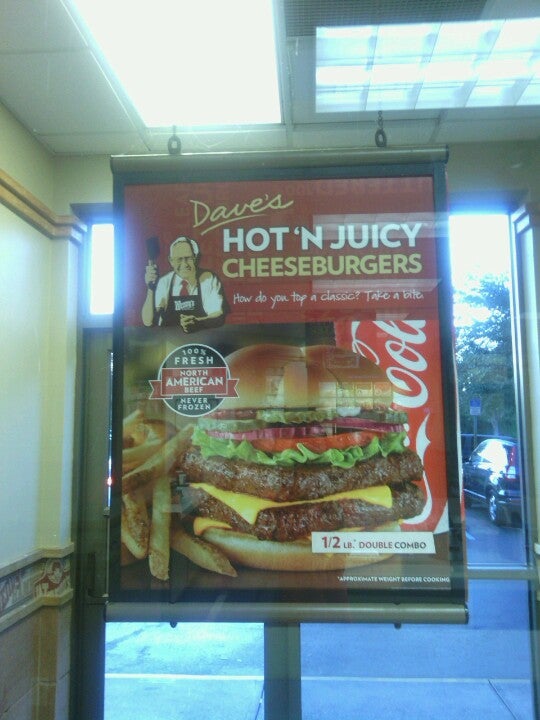 Dave's
HOT 'N JUICY
CHEESEBURGERS
How do you top a classic? Take a bite.
Wendy's
100%
FRESH
NORTH
AMERICAN
BEEF
NEVER
FROZEN
1/2 LB.* DOUBLE COMBO
*APPROXIMATE WEIGHT BEFORE COOKING